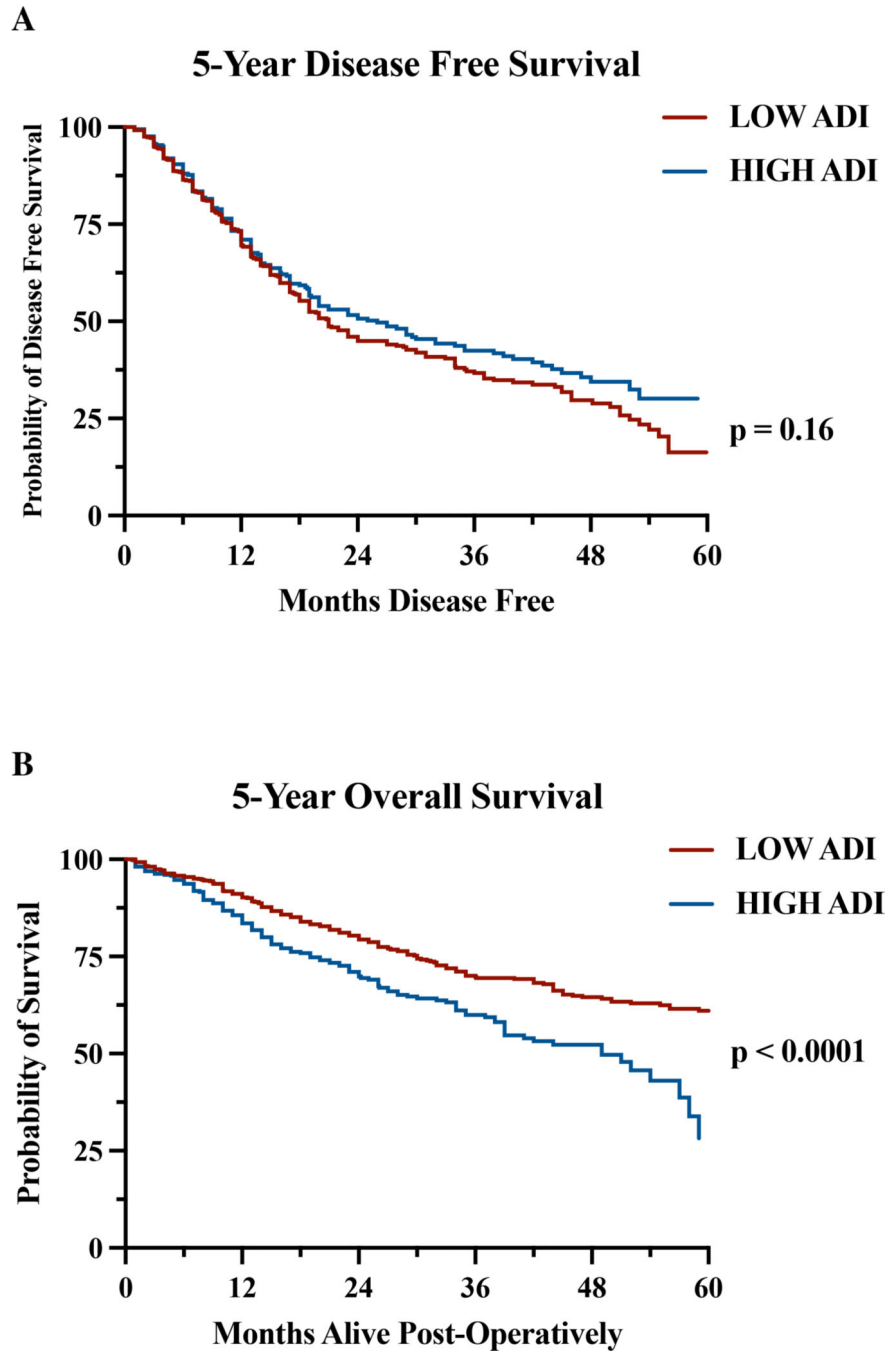 A
5-Year Disease Free Survival
LOW ADI
HIGH ADI
Probability of Disease Free Survival
100
75
50
25
0
p = 0.16
0 12 24 36 48 60
Months Disease Free
B
5-Year Overall Survival
LOW ADI
HIGH ADI
Probability of Survival
100
75
50
25
0
p < 0.0001
0 12 24 36 48 60
Months Alive Post-Operatively